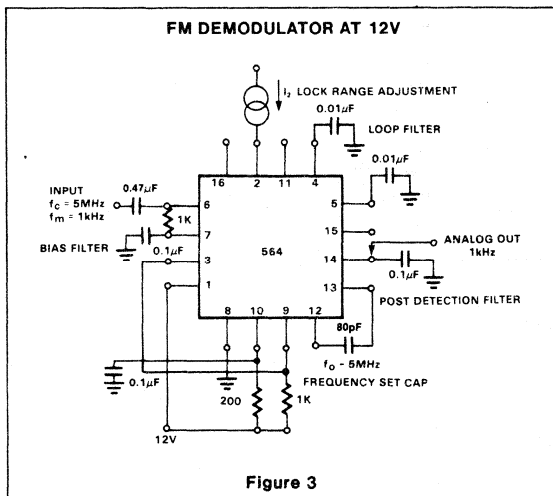 FM DEMODULATOR AT 12V
I₂ LOCK RANGE ADJUSTMENT
0.01µF
LOOP FILTER
0.01µF
16 2 11 4
INPUT
fc = 5MHz
fm = 1kHz
0.47µF
1K
6
7
3
1
BIAS FILTER
0.1µF
564
5
15
14
13
ANALOG OUT
1kHz
0.1µF
POST DETECTION FILTER
8 10 9 12
80pF
fo - 5MHz
FREQUENCY SET CAP
0.1µF
200
1K
12V
Figure 3